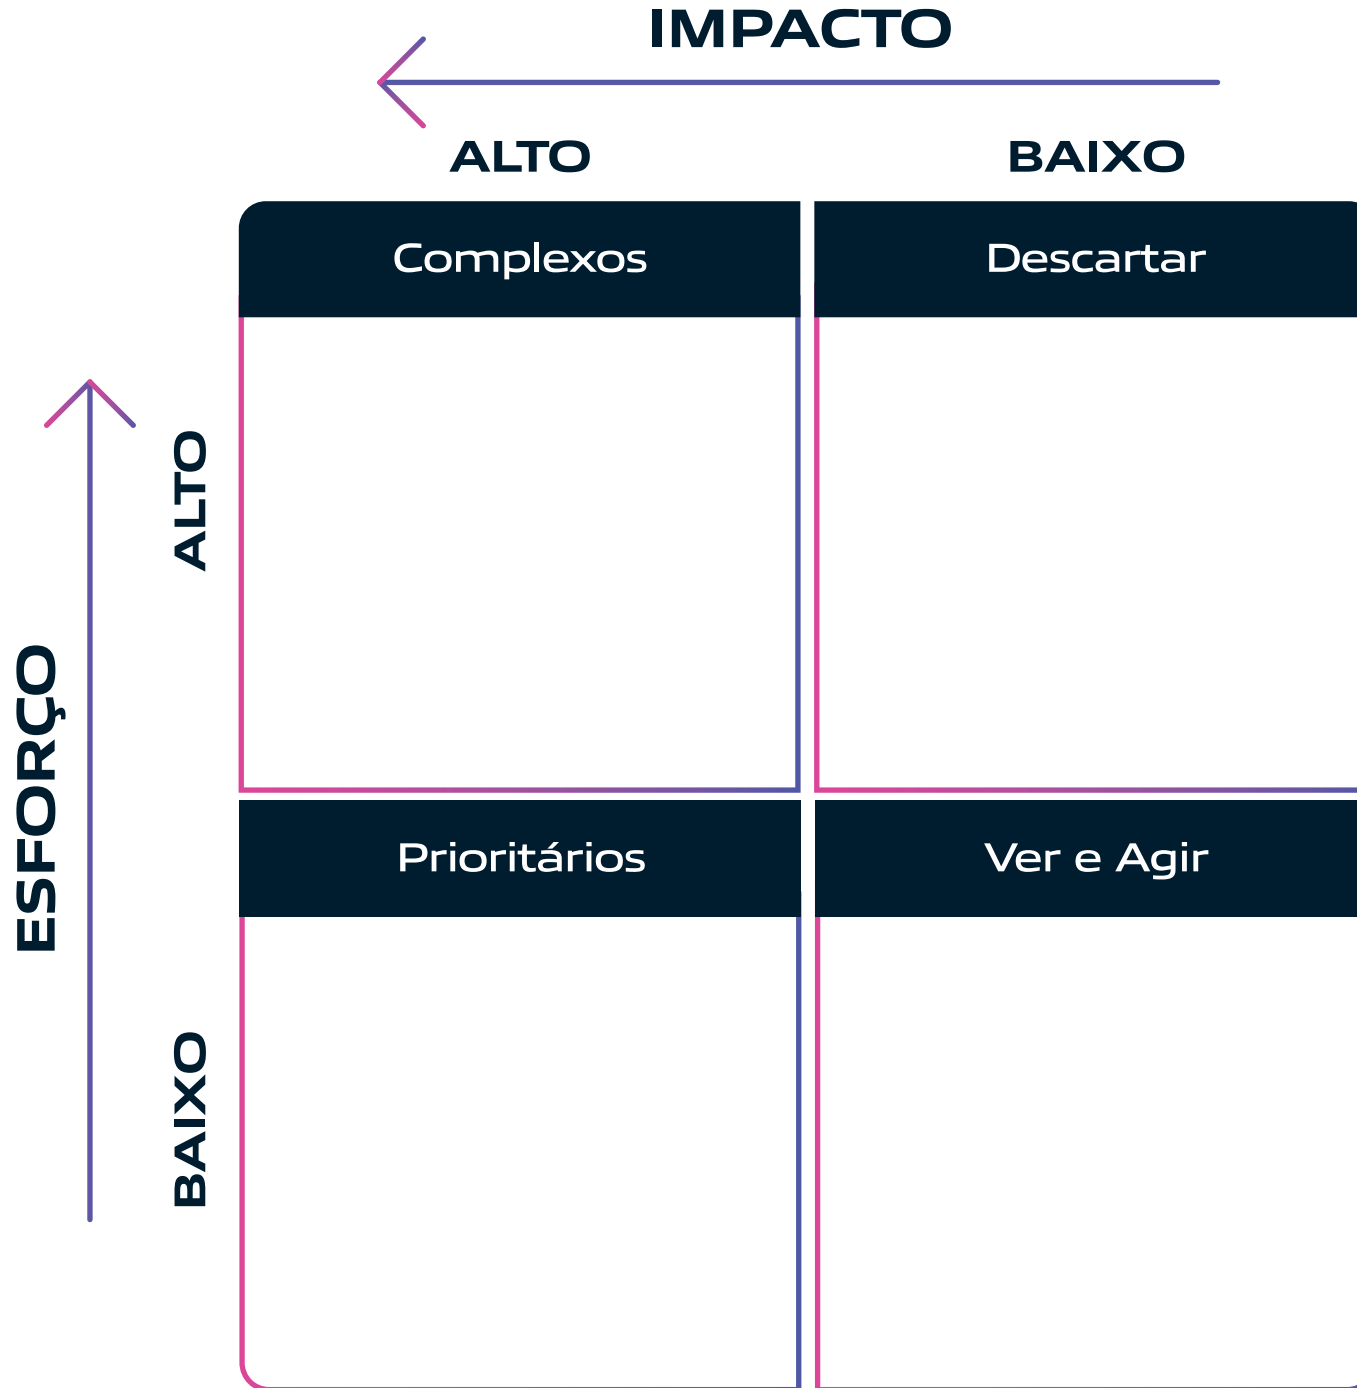 IMPACTO
ALTO
BAIXO
Complexos
Descartar
ESFORÇO
ALTO
Prioritários
Ver e Agir
BAIXO